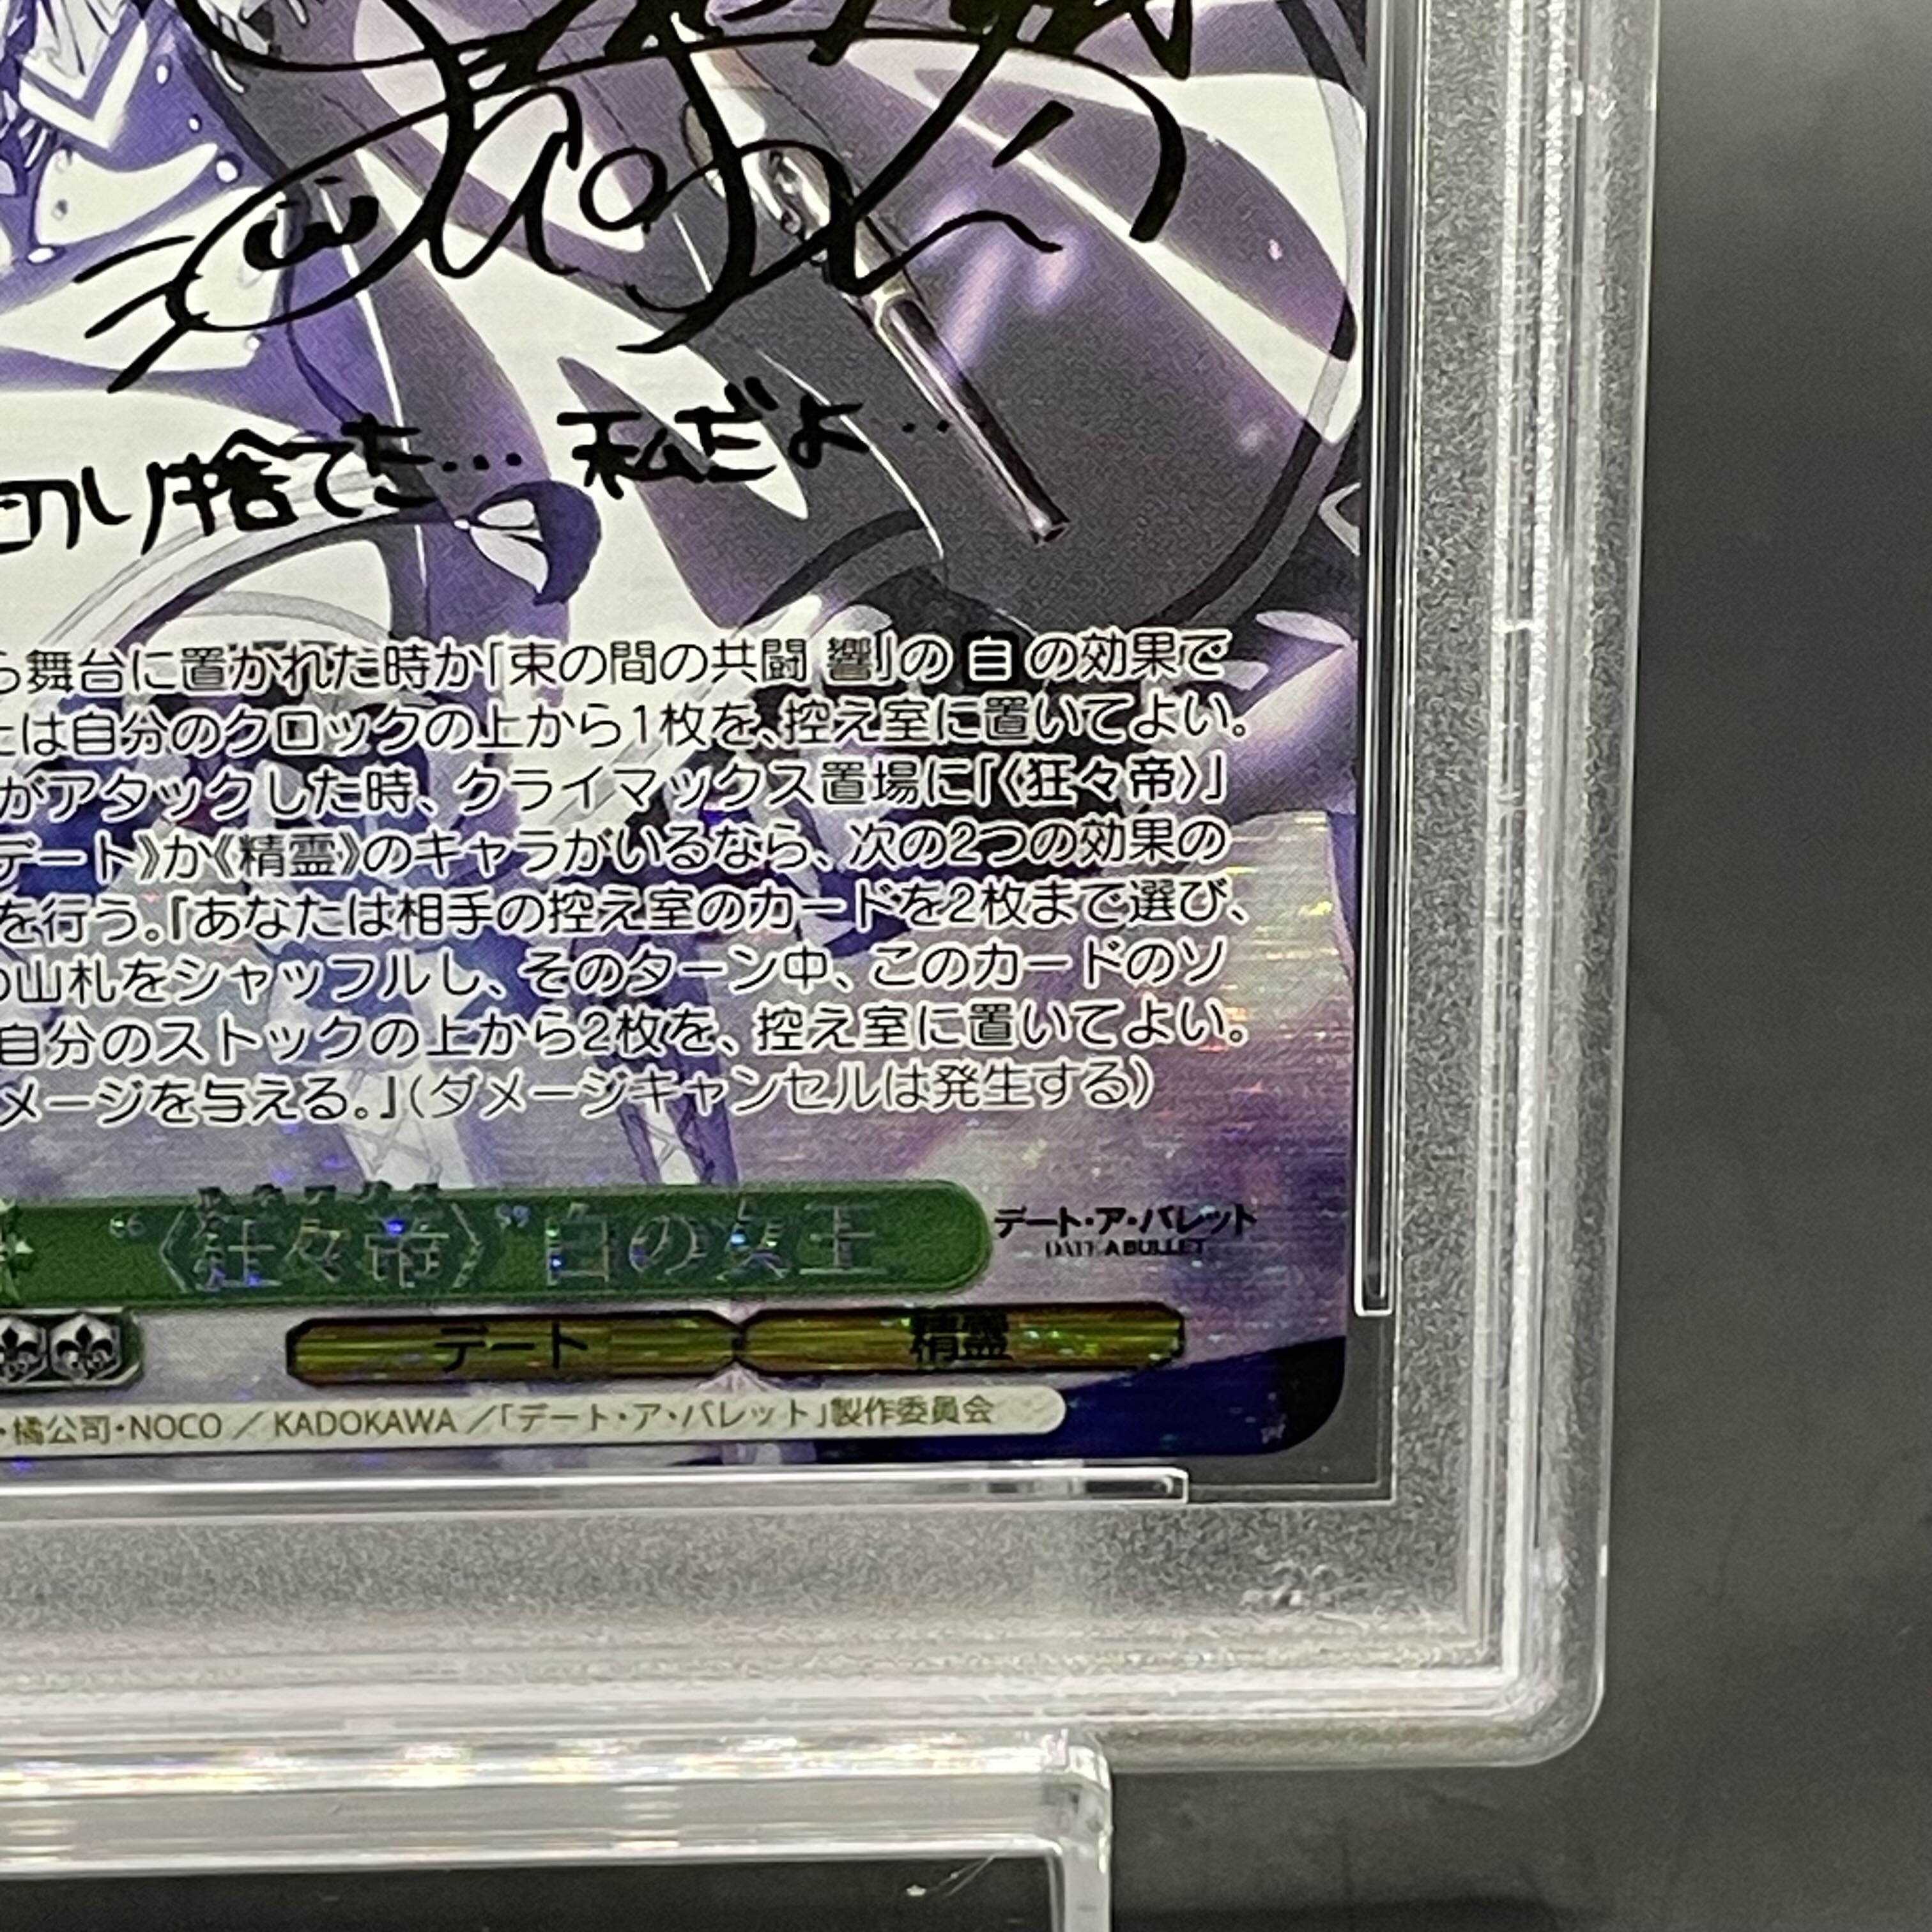 切り捨てた… 私だよ…
ら舞台に置かれた時か「束の間の共闘 響」の 自 の効果で
は自分のクロックの上から1枚を、控え室に置いてよい。
がアタックした時、クライマックス置場に「〈狂々帝〉」
デート》か《精霊》のキャラがいるなら、次の2つの効果の
を行う。『あなたは相手の控え室のカードを2枚まで選び、
の山札をシャッフルし、そのターン中、このカードのソ
自分のストックの上から2枚を、控え室に置いてよい。
メージを与える。』（ダメージキャンセルは発生する）
“〈狂々帝〉”白の女王
デート・ア・バレット
DATE A BULLET
デート
精霊
・橘公司・NOCO ／ KADOKAWA ／「デート・ア・バレット」製作委員会